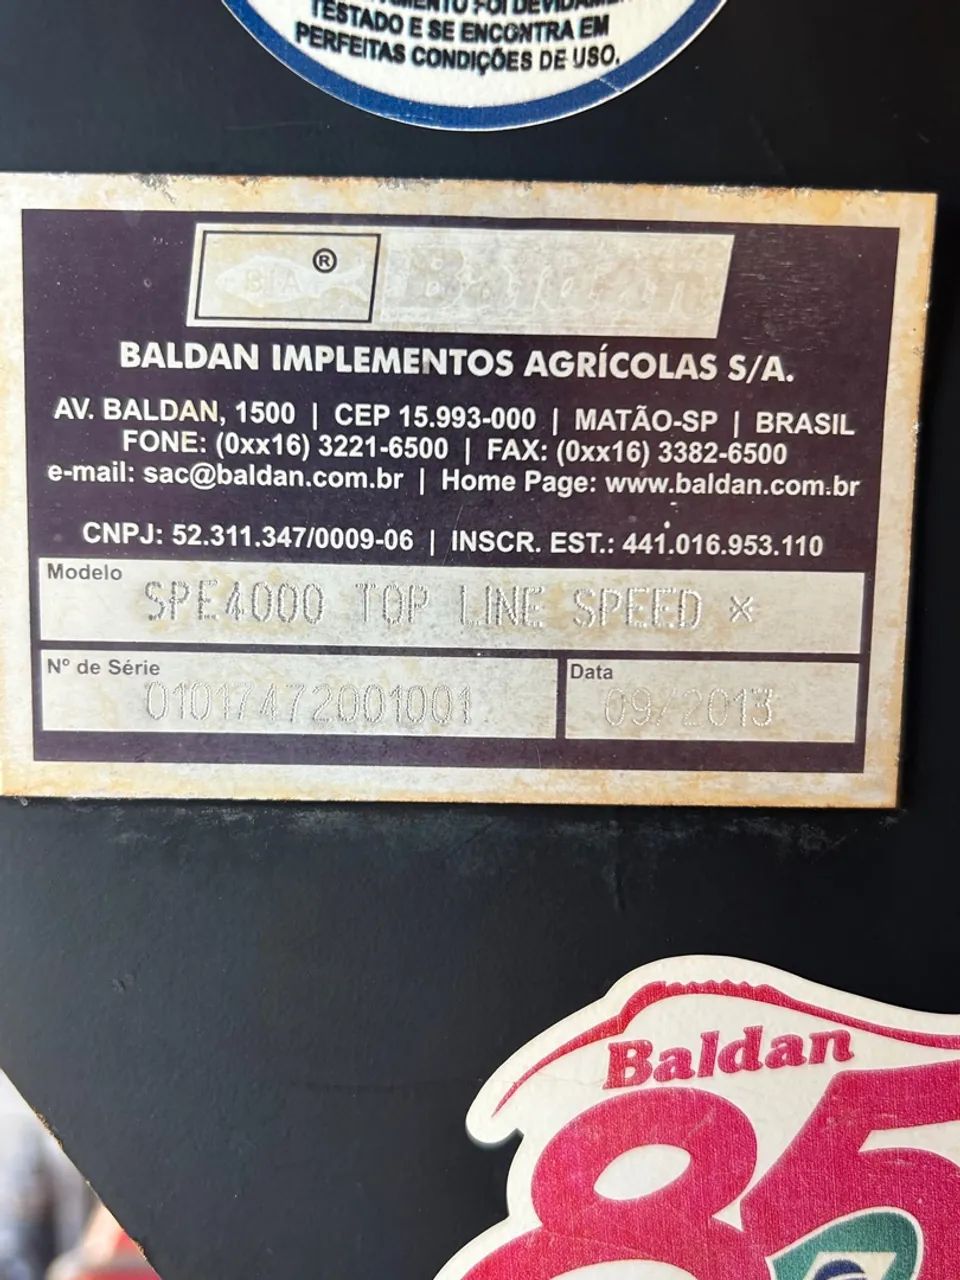 TESTADO E SE ENCONTRA EM
PERFEITAS CONDIÇÕES DE USO.
BIA ® Baldan
BALDAN IMPLEMENTOS AGRÍCOLAS S/A.
AV. BALDAN, 1500 | CEP 15.993-000 | MATÃO-SP | BRASIL
FONE: (0xx16) 3221-6500 | FAX: (0xx16) 3382-6500
e-mail: sac@baldan.com.br | Home Page: www.baldan.com.br
CNPJ: 52.311.347/0009-06 | INSCR. EST.: 441.016.953.110
Modelo
SPE4000 TOP LINE SPEED *
Nº de Série
01017472001001
Data
09/2013
Baldan
85